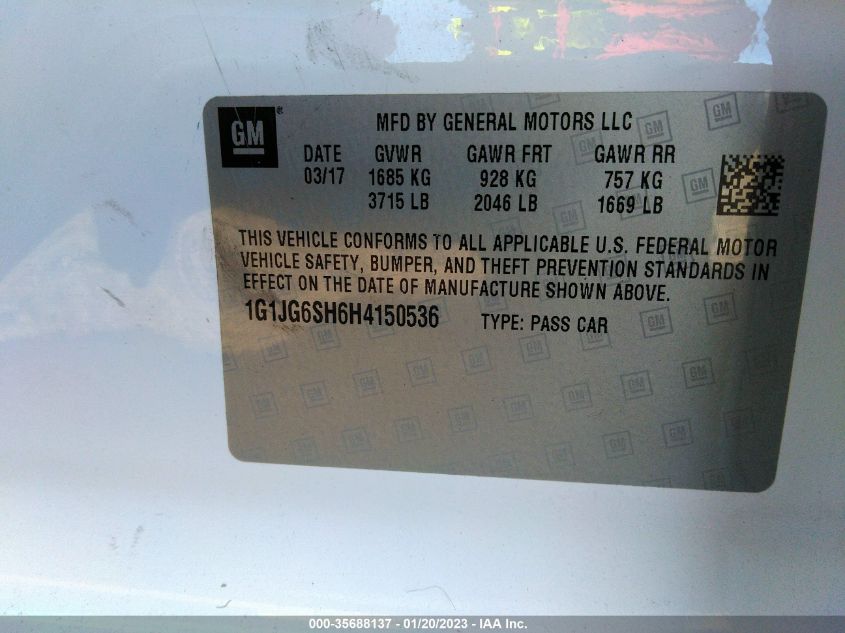 GM ®
MFD BY GENERAL MOTORS LLC
DATE GVWR GAWR FRT GAWR RR
03/17 1685 KG 928 KG 757 KG
3715 LB 2046 LB 1669 LB
THIS VEHICLE CONFORMS TO ALL APPLICABLE U.S. FEDERAL MOTOR
VEHICLE SAFETY, BUMPER, AND THEFT PREVENTION STANDARDS IN
EFFECT ON THE DATE OF MANUFACTURE SHOWN ABOVE.
1G1JG6SH6H4150536 TYPE: PASS CAR
000-35688137 - 01/20/2023 - IAA Inc.